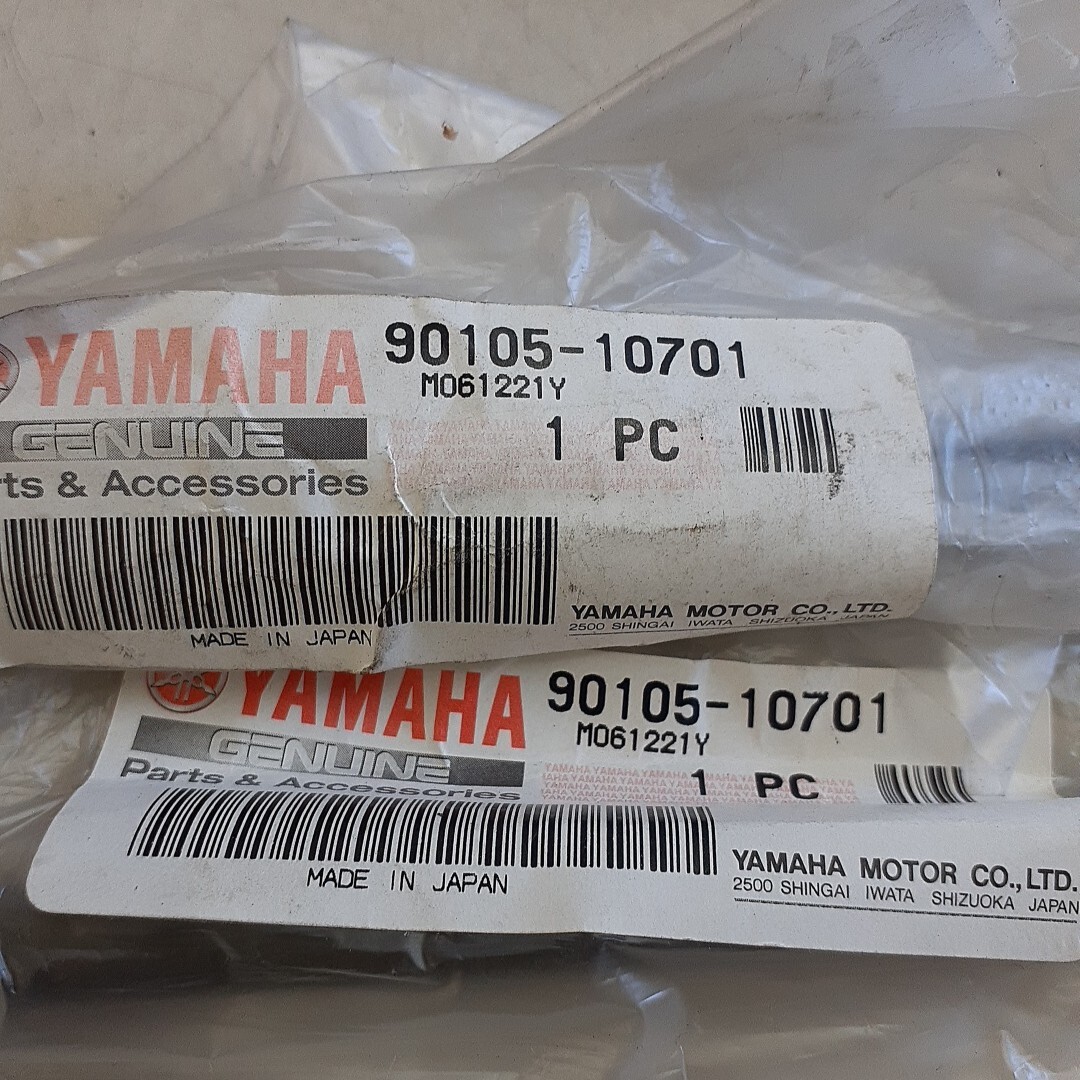 YAMAHA 90105-10701
M061221Y
GENUINE 1 PC
rts & Accessories
MADE IN JAPAN
YAMAHA MOTOR CO., LTD.
2500 SHINGAI IWATA SHIZUOKA JAPAN
YAMAHA 90105-10701
M061221Y
GENUINE 1 PC
Parts & Accessories
MADE IN JAPAN
YAMAHA MOTOR CO., LTD.
2500 SHINGAI IWATA SHIZUOKA JAPAN